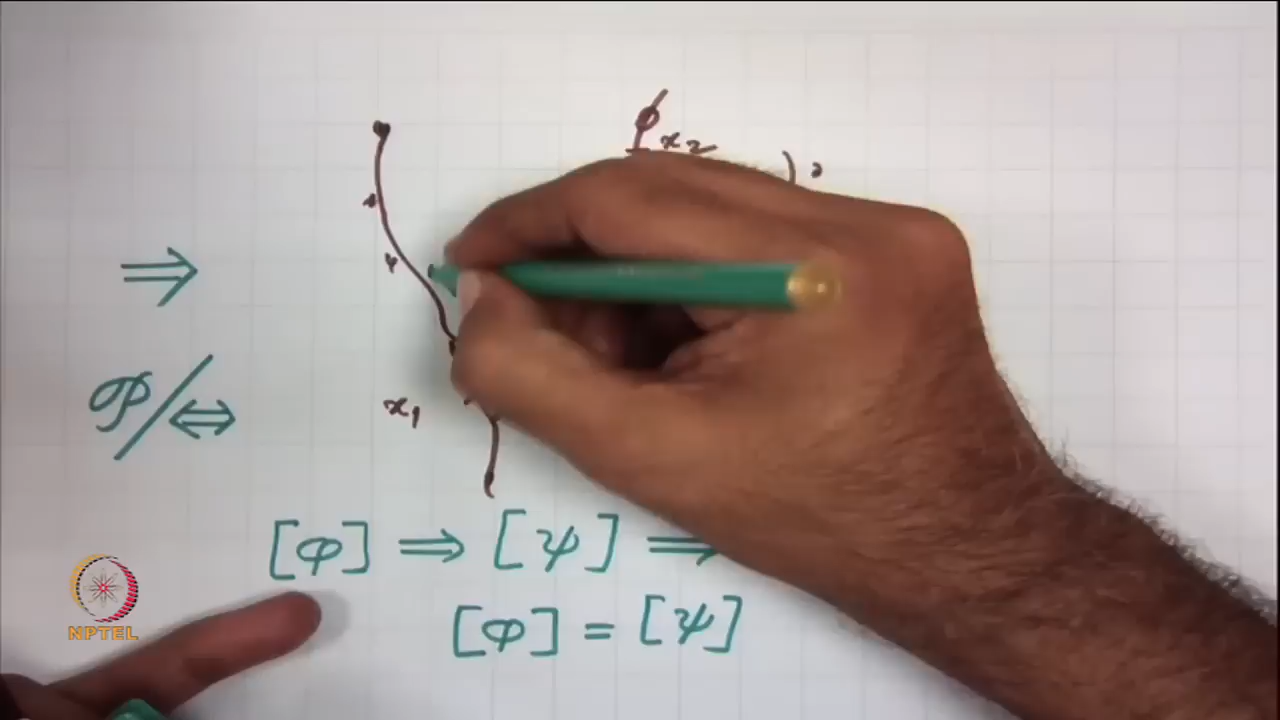 φ
x₂
⇒
𝒫/⇔
x₁
[φ] ⇒ [ψ] ⇒
[φ] = [ψ]
NPTEL